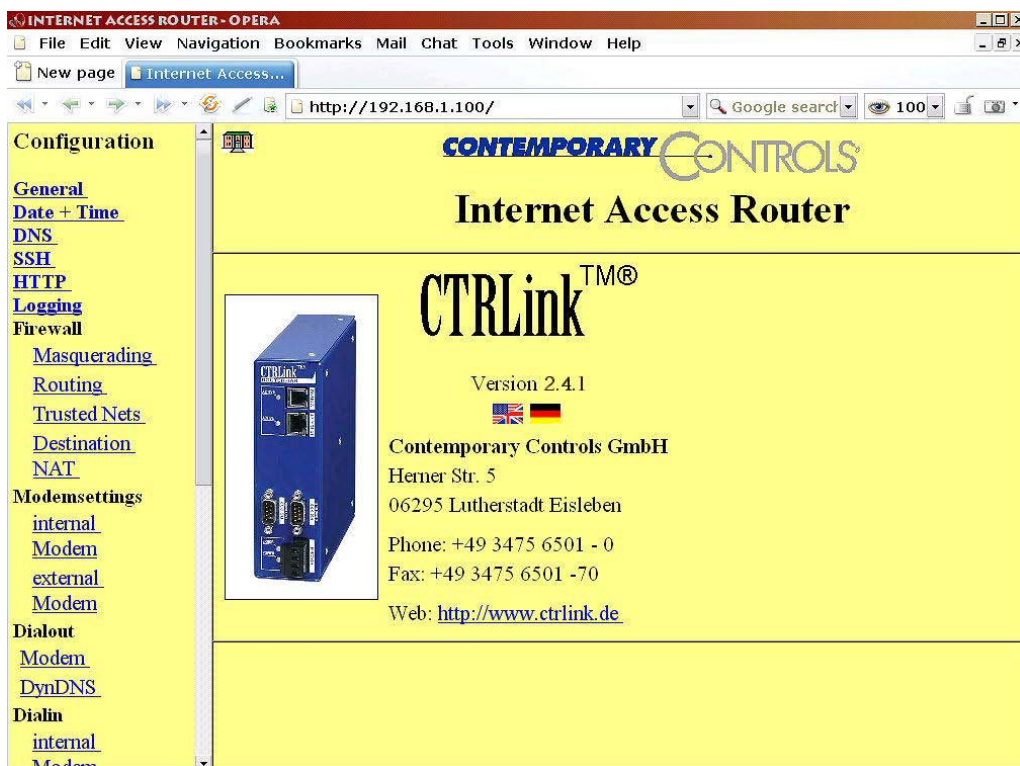 INTERNET ACCESS ROUTER - OPERA
File Edit View Navigation Bookmarks Mail Chat Tools Window Help
New page Internet Access...
http://192.168.1.100/ Google search 100
Configuration
General
Date + Time
DNS
SSH
HTTP
Logging
Firewall
Masquerading
Routing
Trusted Nets
Destination
NAT
Modemsettings
internal
Modem
external
Modem
Dialout
Modem
DynDNS
Dialin
internal
Modem
CONTEMPORARY CONTROLS
Internet Access Router
CTRLink™®
CTRLink
Version 2.4.1
Contemporary Controls GmbH
Herner Str. 5
06295 Lutherstadt Eisleben
Phone: +49 3475 6501 - 0
Fax: +49 3475 6501 -70
Web: http://www.ctrlink.de